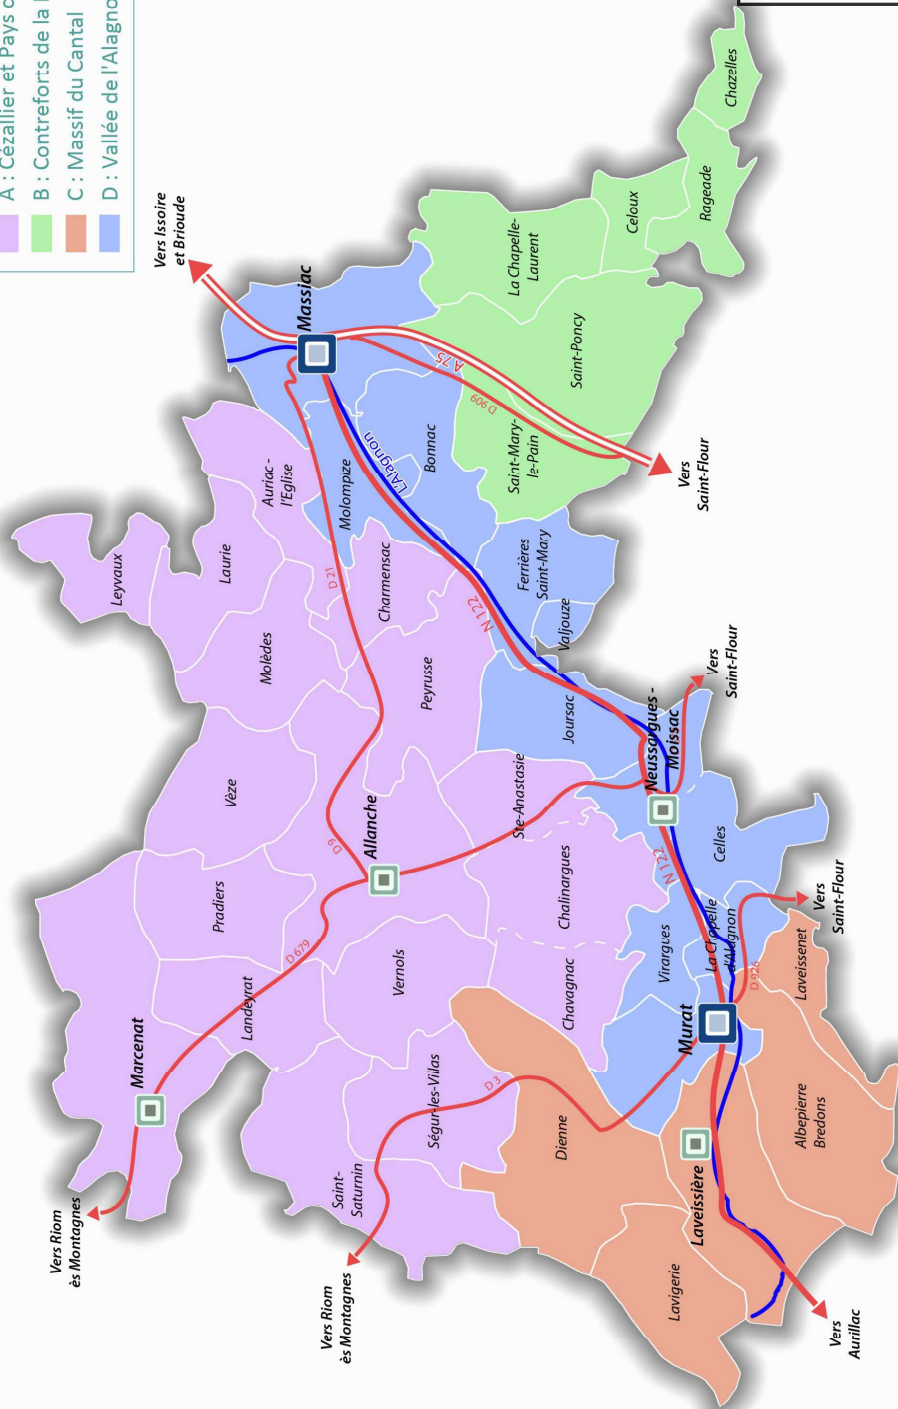 A : Cézallier et Pays
B : Contreforts de la
C : Massif du Cantal
D : Vallée de l'Alagno
Vers Riom
ès Montagnes
Marcenat
Leyvaux
Vers Issoire
et Brioude
Pradiers
Vèze
Laurie
Landeyrat
D 679
Molèdes
Auriac -
l'Eglise
Massiac
Vers Riom
ès Montagnes
Saint-
Saturnin
D9
D 21
Molompize
Allanche
Vernols
Charmensac
L'Alagnon
Ségur-les-Villas
Peyrusse
Bonnac
A 75
D 3
D 909
N 122
Ste-Anastasie
Saint-Mary-
le-Pain
La Chapelle-
Laurent
Ferrières
Saint-Mary
Dienne
Chavagnac
Chalinargues
Joursac
Valjouze
Saint-Poncy
Celoux
Neussargues -
Moissac
Virargues
N 122
Lavigerie
Laveissière
Murat
Vers
Saint-Flour
Rageade
Chazelles
La Chapelle
d'Alagnon
Celles
Vers
Saint-Flour
D 926
Albepierre
Bredons
Laveissenet
Vers
Saint-Flour
Vers
Aurillac